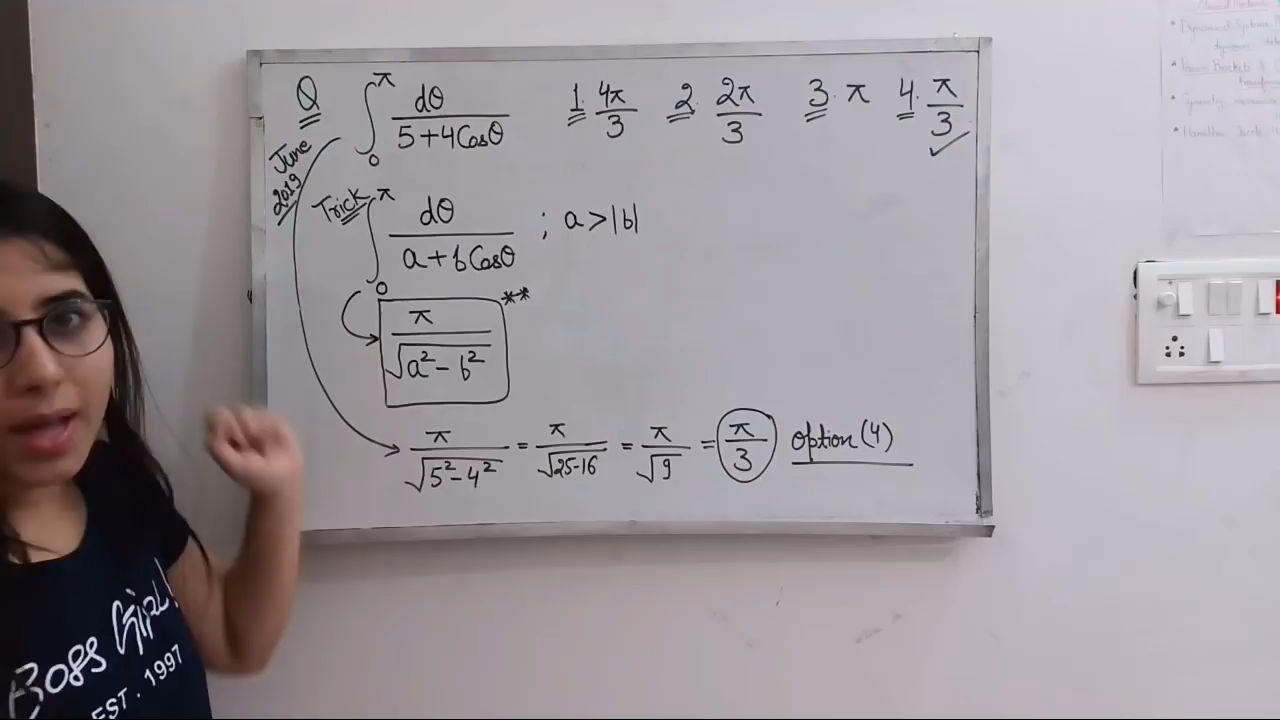 Q ∫₀^π dθ/(5+4Cosθ) 1. 4π/3 2. 2π/3 3. π 4. π/3 ✓
June 2019
Trick ∫₀^π dθ/(a+bCosθ) ; a>|b|
π/√(a²-b²) **
π/√(5²-4²) = π/√(25-16) = π/√9 = π/3 option (4)
Boss Girl!
EST. 1997